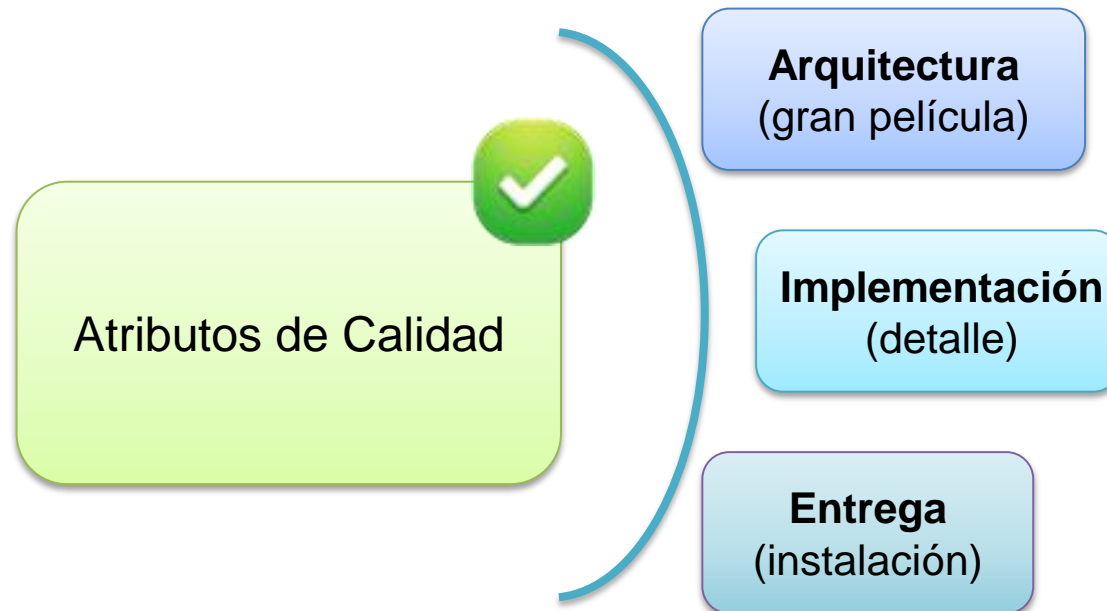 Atributos de Calidad
Arquitectura
(gran película)
Implementación
(detalle)
Entrega
(instalación)